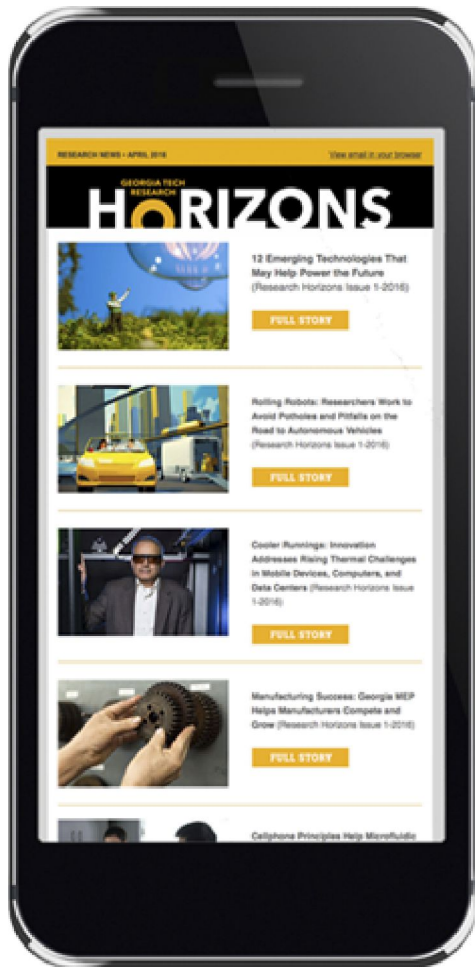 RESEARCH NEWS • APRIL 2016
View email in your browser
GEORGIA TECH
RESEARCH
HORIZONS
12 Emerging Technologies That
May Help Power the Future
(Research Horizons Issue 1-2016)
FULL STORY
Rolling Robots: Researchers Work to
Avoid Potholes and Pitfalls on the
Road to Autonomous Vehicles
(Research Horizons Issue 1-2016)
FULL STORY
Cooler Runnings: Innovation
Addresses Rising Thermal Challenges
in Mobile Devices, Computers, and
Data Centers (Research Horizons Issue
1-2016)
FULL STORY
Manufacturing Success: Georgia MEP
Helps Manufacturers Compete and
Grow (Research Horizons Issue 1-2016)
FULL STORY
Cellphone Principles Help Microfluidic